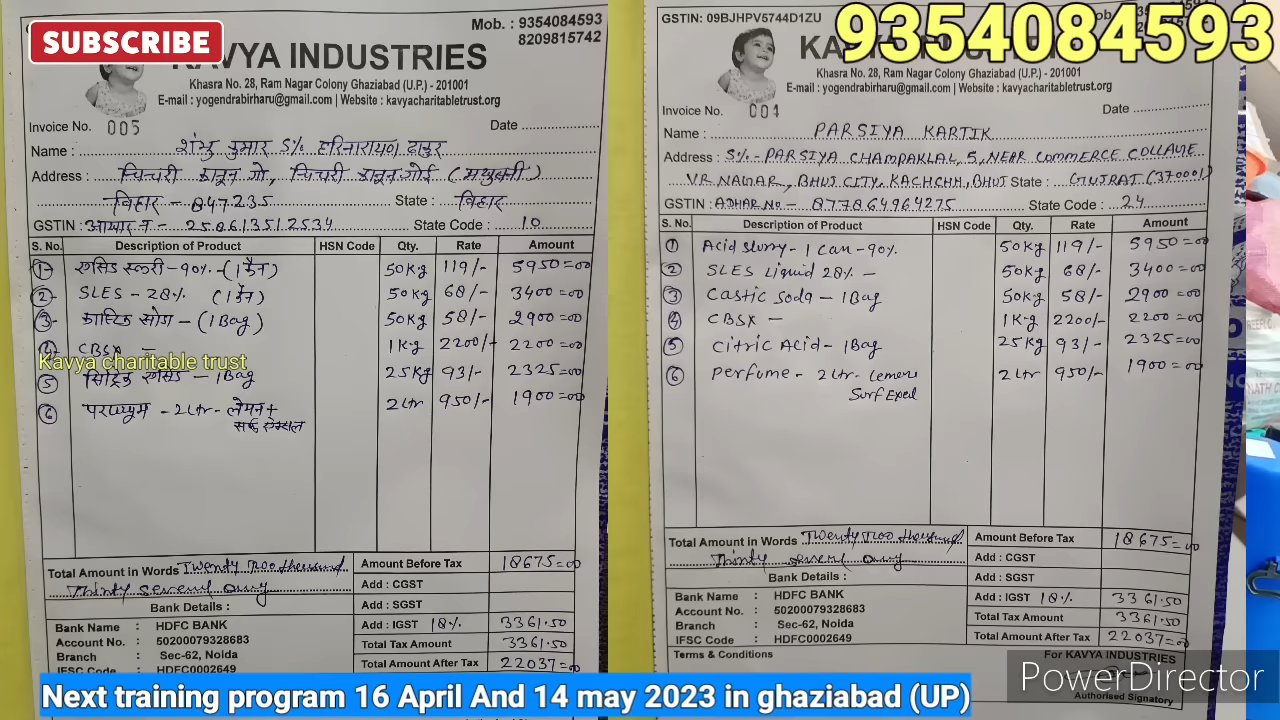 SUBSCRIBE
Mob. : 9354084593
8209815742
KAVYA INDUSTRIES
Khasra No. 28, Ram Nagar Colony Ghaziabad (U.P.) - 201001
E-mail : yogendrabirharu@gmail.com | Website : kavyacharitabletrust.org
Invoice No. 005 Date
Name : कुमार S/o हरिनारायण ठाकुर
Address :
बिहार - 847235 State : बिहार
GSTIN : आधार न - 258613512534 State Code : 10
S. No. Description of Product HSN Code Qty. Rate Amount
1 एसिड स्लरी - 90% - (1 कैन) 50kg 119/- 5950=00
2 SLES - 28% (1 कैन) 50kg 68/- 3400=00
3 कास्टिक सोडा - (1 Bag) 50kg 58/- 2900=00
CBSX - 1kg 2200/- 2200=00
Kavya charitable trust
5 सिट्रिक एसिड - 1Bag 25kg 93/- 2325=00
6 परफ्यूम - 2Ltr - लेमन + 2Ltr 950/- 1900=00
सर्फ एक्सल
Total Amount in Words Twenty Two thousand Amount Before Tax 18675=00
Thirty seven only Add : CGST
Bank Details : Add : SGST
Bank Name : HDFC BANK Add : IGST 18% 3361.50
Account No. : 50200079328683 Total Tax Amount 3361.50
Branch : Sec-62, Noida Total Amount After Tax 22037=00
IFSC Code : HDFC0002649
GSTIN: 09BJHPV5744D1ZU
9354084593
Khasra No. 28, Ram Nagar Colony Ghaziabad (U.P.) - 201001
E-mail : yogendrabirharu@gmail.com | Website : kavyacharitabletrust.org
Invoice No. 004 Date
Name : PARSIYA KARTIK
Address : S/o - PARSIYA CHAMPAKLAL, 5, NEAR COMMERCE COLLAGE
VR NAGAR, BHUJ CITY, KACHCHH, BHUJ State : GUJRAT (370001)
GSTIN : ADHAR No - 877864964275 State Code : 24
S. No. Description of Product HSN Code Qty. Rate Amount
1 Acid slurry - 1 Can - 90% 50kg 119/- 5950=00
2 SLES Liquid 28% - 50kg 68/- 3400=00
3 Castic Soda - 1Bag 50kg 58/- 2900=00
4 CBSX - 1kg 2200/- 2200=00
5 Citric Acid - 1Bag 25kg 93/- 2325=00
6 Perfume - 2Ltr - Lemone 2Ltr 950/- 1900=00
Surf Excel
Total Amount in Words Twenty Two thousand Amount Before Tax 18675=00
Thirty seven only Add : CGST
Bank Details : Add : SGST
Bank Name : HDFC BANK Add : IGST 18% 3361.50
Account No. : 50200079328683 Total Tax Amount 3361.50
Branch : Sec-62, Noida Total Amount After Tax 22037=00
IFSC Code : HDFC0002649
Terms & Conditions For KAVYA INDUSTRIES
PowerDirector
Authorised Signatory
Next training program 16 April And 14 may 2023 in ghaziabad (UP)